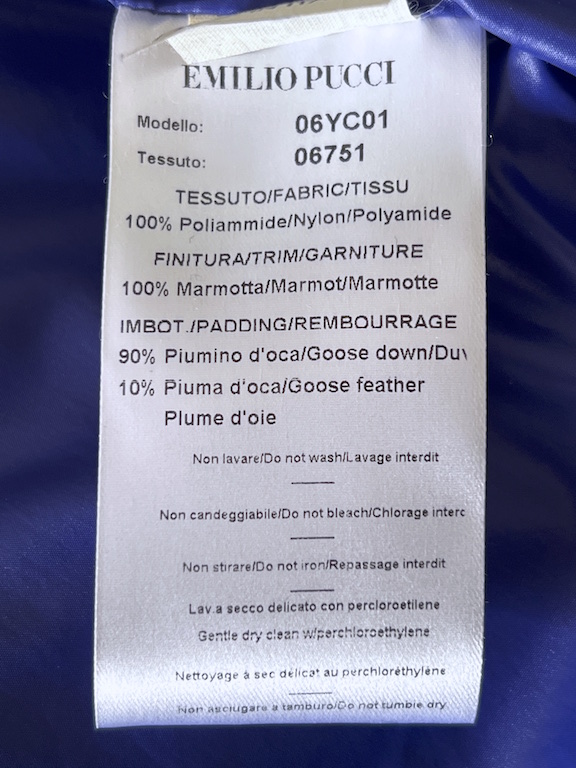 EMILIO PUCCI
Modello: 06YC01
Tessuto: 06751
TESSUTO/FABRIC/TISSU
100% Poliammide/Nylon/Polyamide
FINITURA/TRIM/GARNITURE
100% Marmotta/Marmot/Marmotte
IMBOT./PADDING/REMBOURRAGE
90% Piumino d'oca/Goose down/Duv
10% Piuma d'oca/Goose feather
Plume d'oie
Non lavare/Do not wash/Lavage interdit
Non candeggiabile/Do not bleach/Chlorage interc
Non stirare/Do not iron/Repassage interdit
Lav.a secco delicato con percloroetilene
Gentle dry clean w/perchloroethylene
Nettoyage à sec délicat au perchloréthylène
Non asciugare a tamburo/Do not tumble dry